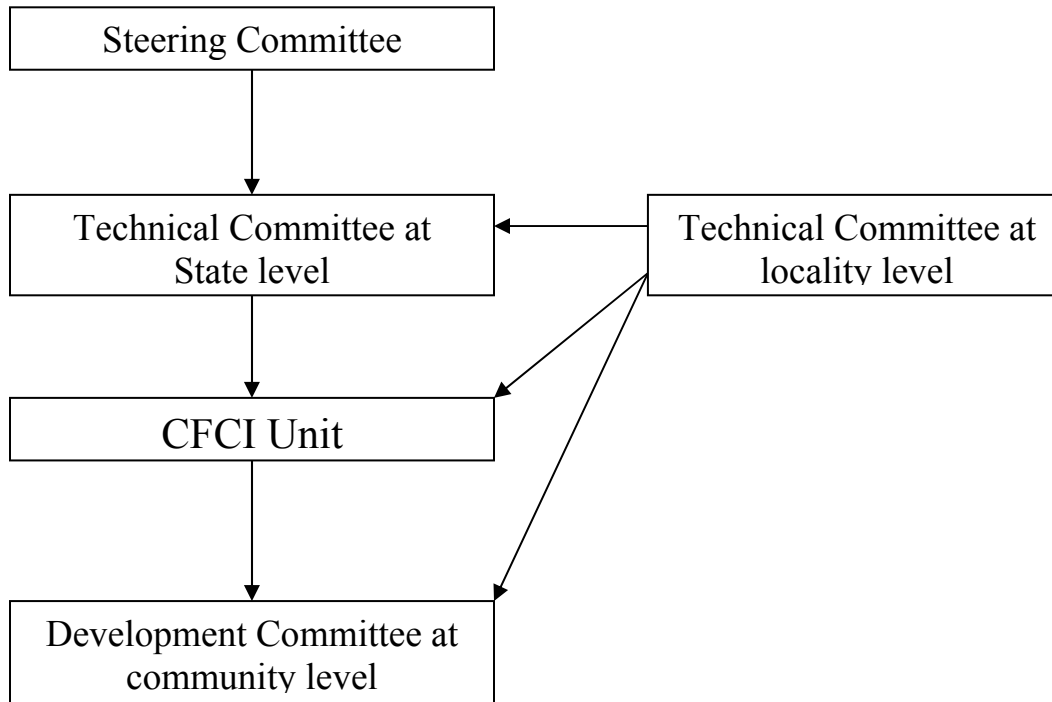 Steering Committee
Technical Committee at
State level
Technical Committee at
locality level
CFCI Unit
Development Committee at
community level